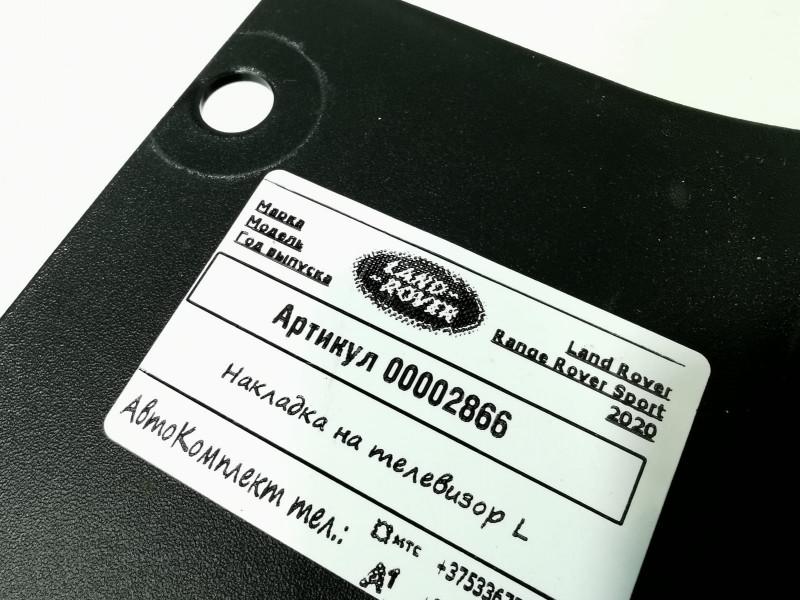 Марка
Модель
Год выпуска
LAND-
-ROVER
Land Rover
Range Rover Sport
2020
Артикул 00002866
Накладка на телевизор L
АвтоКомплект тел.:
мтс
A1